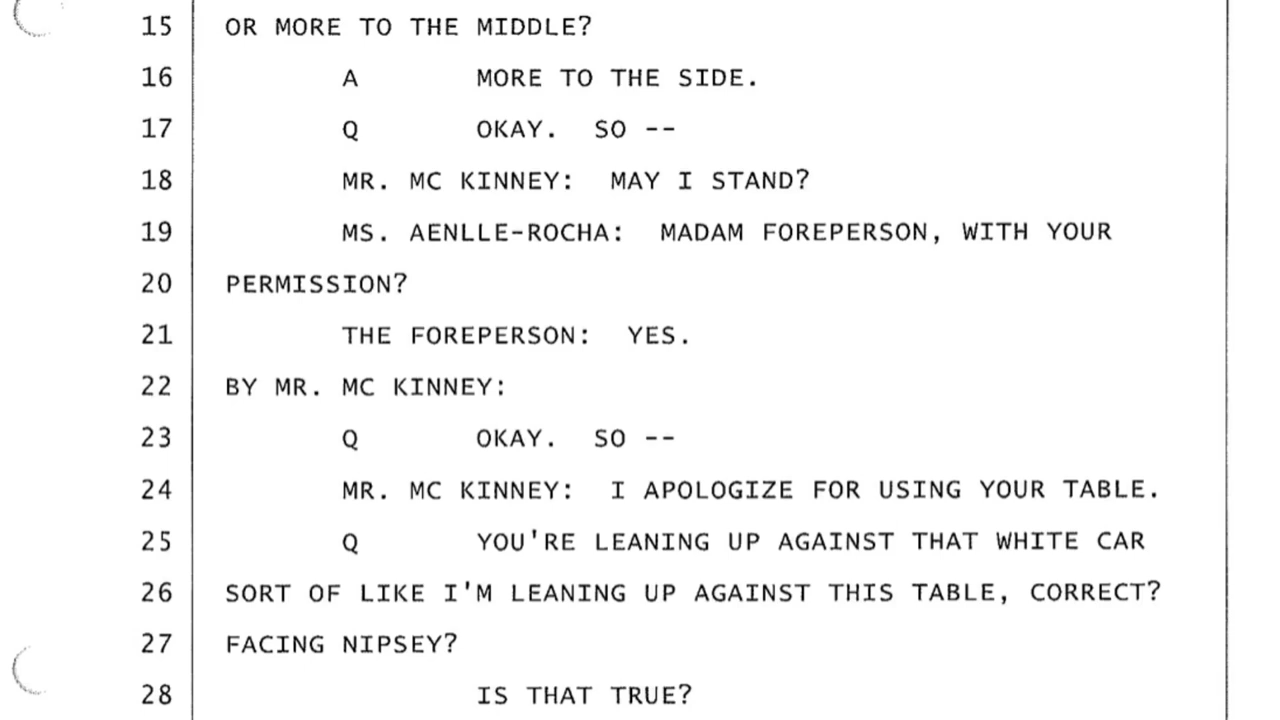 15 OR MORE TO THE MIDDLE?
16 A MORE TO THE SIDE.
17 Q OKAY. SO --
18 MR. MC KINNEY: MAY I STAND?
19 MS. AENLLE-ROCHA: MADAM FOREPERSON, WITH YOUR
20 PERMISSION?
21 THE FOREPERSON: YES.
22 BY MR. MC KINNEY:
23 Q OKAY. SO --
24 MR. MC KINNEY: I APOLOGIZE FOR USING YOUR TABLE.
25 Q YOU'RE LEANING UP AGAINST THAT WHITE CAR
26 SORT OF LIKE I'M LEANING UP AGAINST THIS TABLE, CORRECT?
27 FACING NIPSEY?
28 IS THAT TRUE?